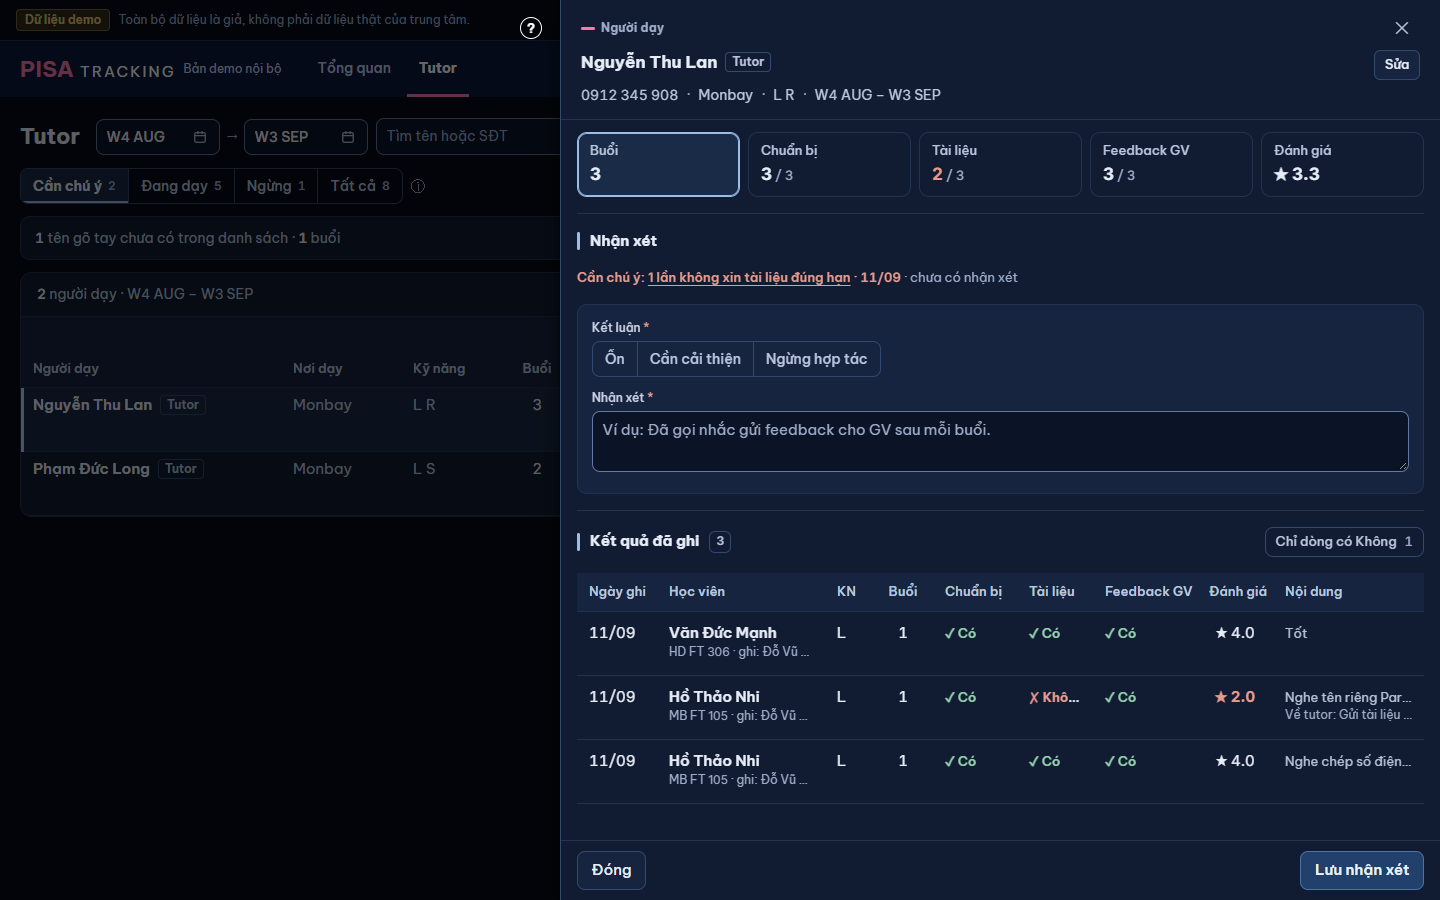 Dữ liệu demo Toàn bộ dữ liệu là giả, không phải dữ liệu thật của trung tâm.
?
PISA TRACKING Bản demo nội bộ Tổng quan Tutor
Tutor W4 AUG → W3 SEP Tìm tên hoặc SĐT
Cần chú ý 2 Đang dạy 5 Ngừng 1 Tất cả 8
1 tên gõ tay chưa có trong danh sách · 1 buổi
2 người dạy · W4 AUG – W3 SEP
Người dạy Nơi dạy Kỹ năng Buổi
Nguyễn Thu Lan Tutor Monbay L R 3
Phạm Đức Long Tutor Monbay L S 2
Người dạy
Nguyễn Thu Lan Tutor
Sửa
0912 345 908 · Monbay · L R · W4 AUG – W3 SEP
Buổi
3
Chuẩn bị
3 / 3
Tài liệu
2 / 3
Feedback GV
3 / 3
Đánh giá
★ 3.3
Nhận xét
Cần chú ý: 1 lần không xin tài liệu đúng hạn · 11/09 · chưa có nhận xét
Kết luận *
Ổn Cần cải thiện Ngừng hợp tác
Nhận xét *
Ví dụ: Đã gọi nhắc gửi feedback cho GV sau mỗi buổi.
Kết quả đã ghi 3
Chỉ dòng có Không 1
Ngày ghi Học viên KN Buổi Chuẩn bị Tài liệu Feedback GV Đánh giá Nội dung
11/09 Văn Đức Mạnh L 1 ✓ Có ✓ Có ✓ Có ★ 4.0 Tốt
HD FT 306 · ghi: Đỗ Vũ ...
11/09 Hồ Thảo Nhi L 1 ✓ Có ✗ Khô... ✓ Có ★ 2.0 Nghe tên riêng Par...
MB FT 105 · ghi: Đỗ Vũ ... Về tutor: Gửi tài liệu ...
11/09 Hồ Thảo Nhi L 1 ✓ Có ✓ Có ✓ Có ★ 4.0 Nghe chép số điện...
MB FT 105 · ghi: Đỗ Vũ ...
Đóng Lưu nhận xét